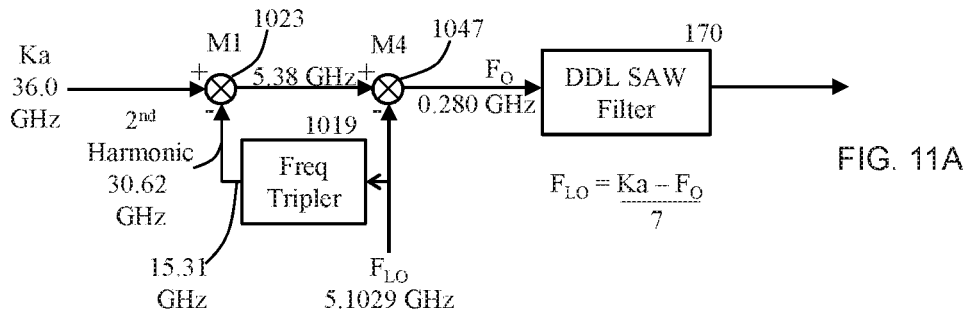 1023
M1
Ka
36.0
GHz
+
-
5.38 GHz
1047
M4
+
-
F_O
0.280 GHz
170
DDL SAW
Filter
2nd
Harmonic
30.62
GHz
1019
Freq
Tripler
15.31
GHz
F_LO
5.1029 GHz
F_LO = Ka – F_O
7
FIG. 11A